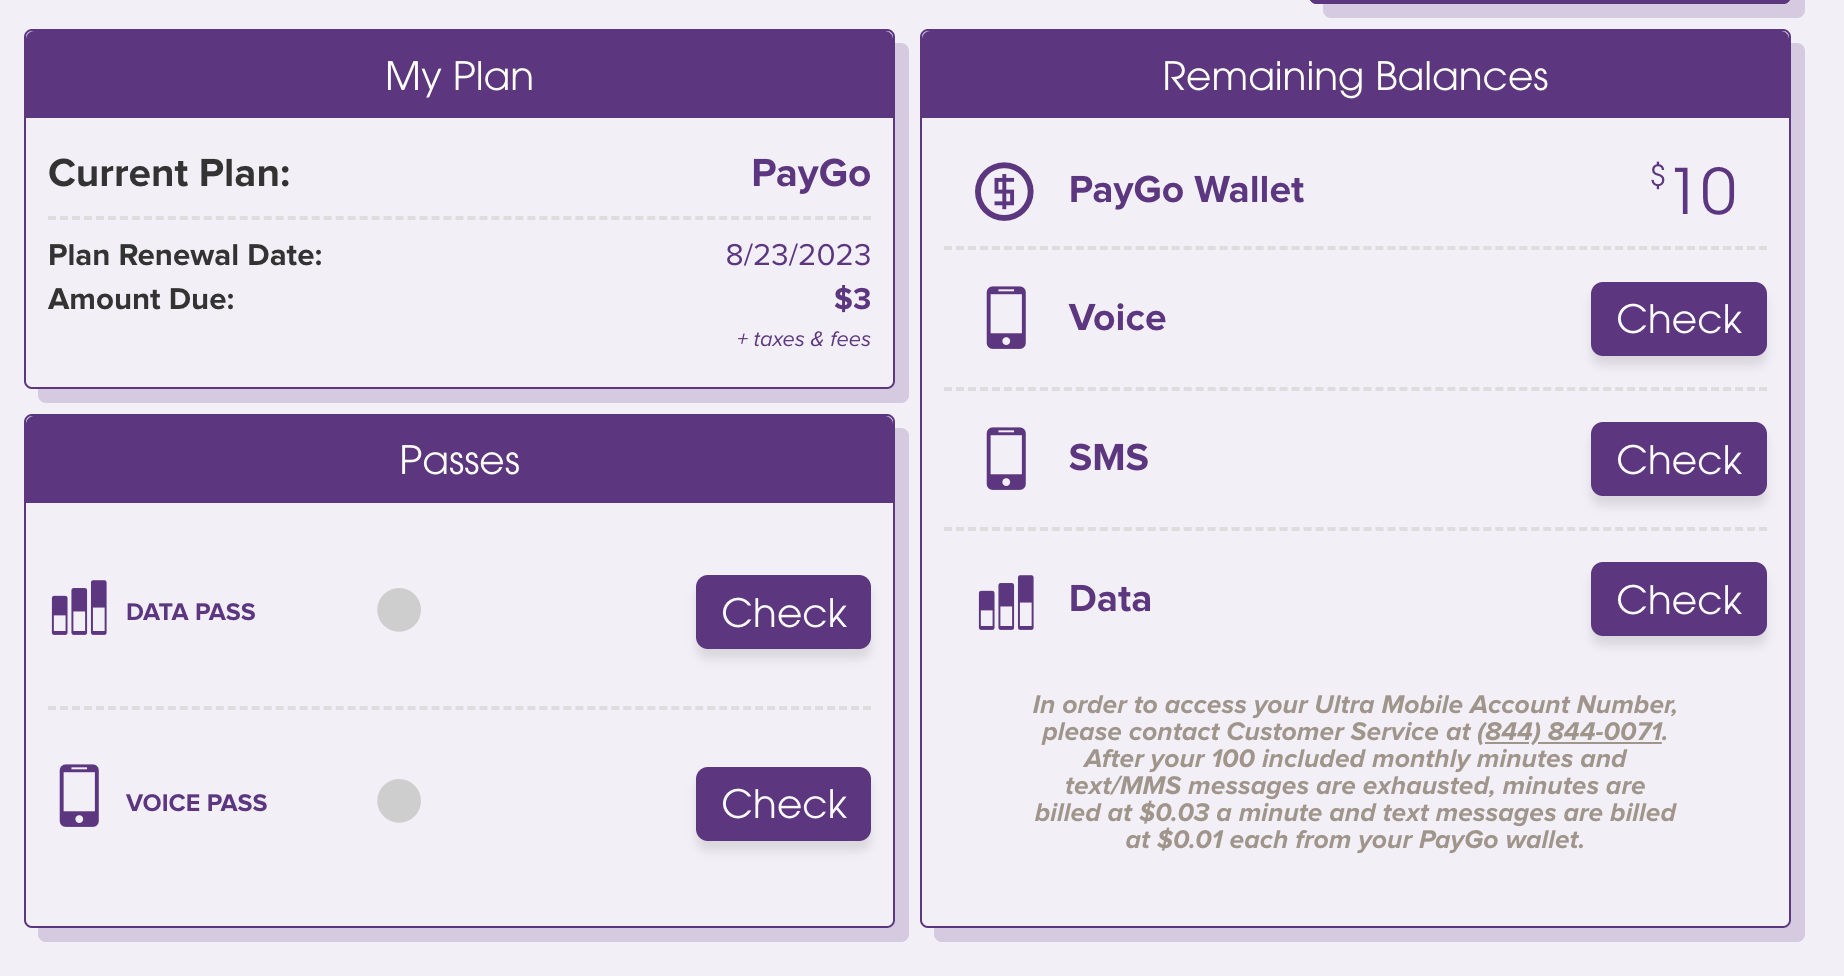 My Plan
Current Plan: PayGo
Plan Renewal Date: 8/23/2023
Amount Due: $3
+ taxes & fees
Passes
DATA PASS Check
VOICE PASS Check
Remaining Balances
PayGo Wallet $10
Voice Check
SMS Check
Data Check
In order to access your Ultra Mobile Account Number,
please contact Customer Service at (844) 844-0071.
After your 100 included monthly minutes and
text/MMS messages are exhausted, minutes are
billed at $0.03 a minute and text messages are billed
at $0.01 each from your PayGo wallet.